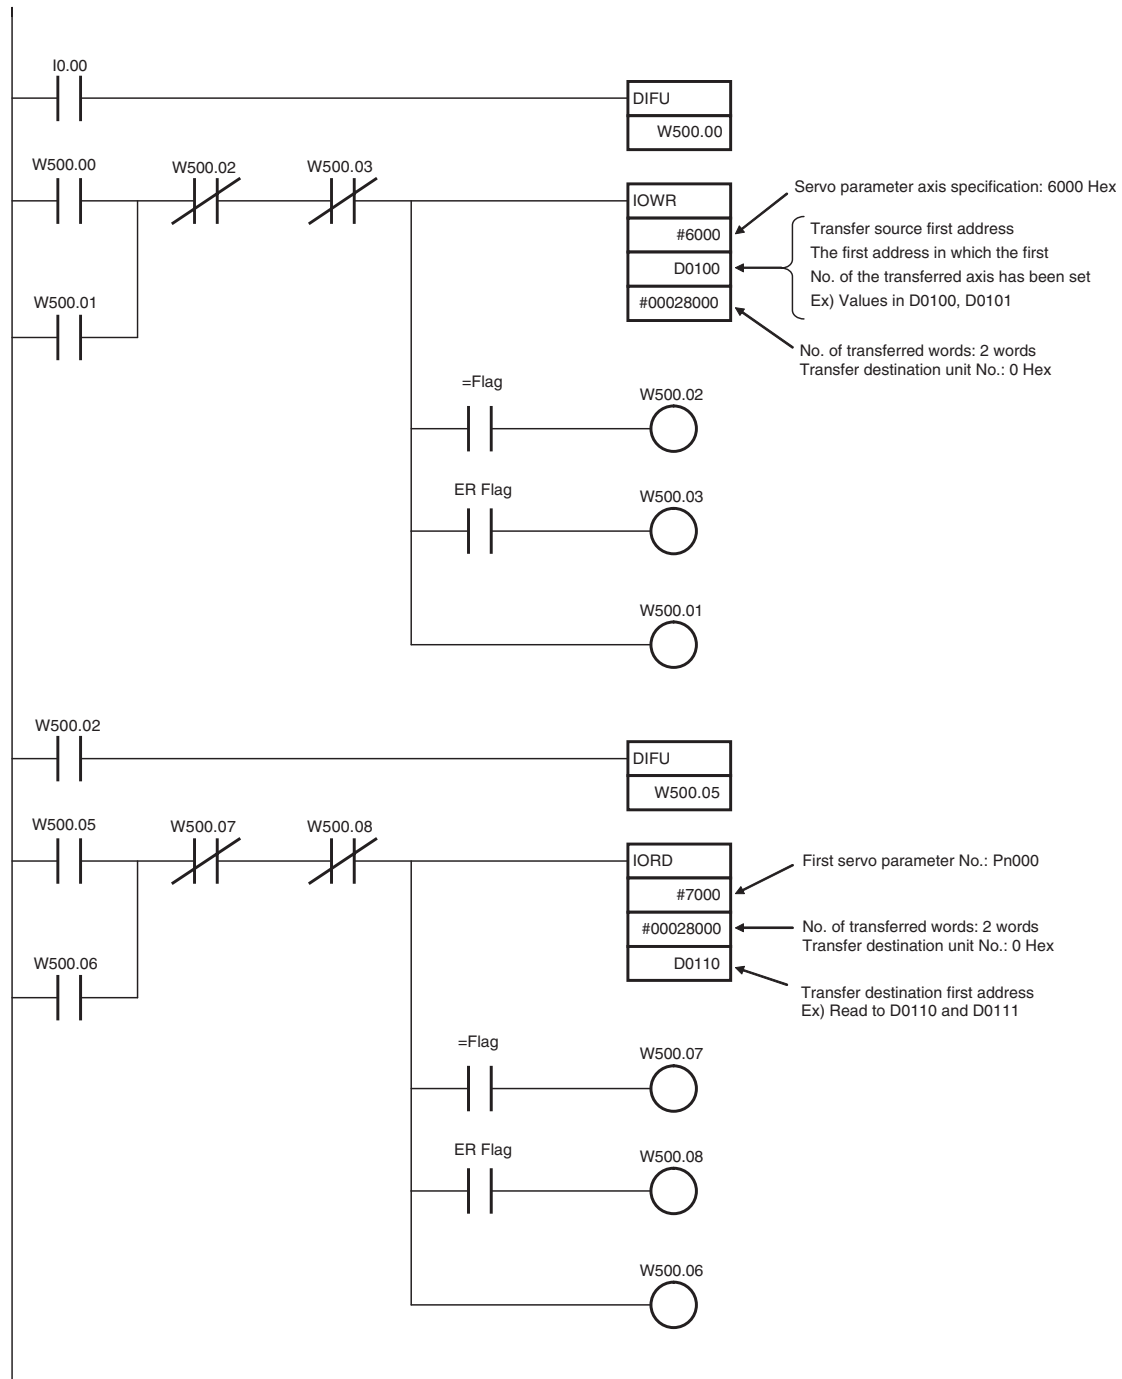 I0.00
DIFU
W500.00
W500.00
W500.02
W500.03
IOWR
#6000
D0100
#00028000
Servo parameter axis specification: 6000 Hex
Transfer source first address
The first address in which the first
No. of the transferred axis has been set
Ex) Values in D0100, D0101
W500.01
No. of transferred words: 2 words
Transfer destination unit No.: 0 Hex
=Flag
W500.02
ER Flag
W500.03
W500.01
W500.02
DIFU
W500.05
W500.05
W500.07
W500.08
IORD
#7000
#00028000
D0110
First servo parameter No.: Pn000
No. of transferred words: 2 words
Transfer destination unit No.: 0 Hex
W500.06
Transfer destination first address
Ex) Read to D0110 and D0111
=Flag
W500.07
ER Flag
W500.08
W500.06